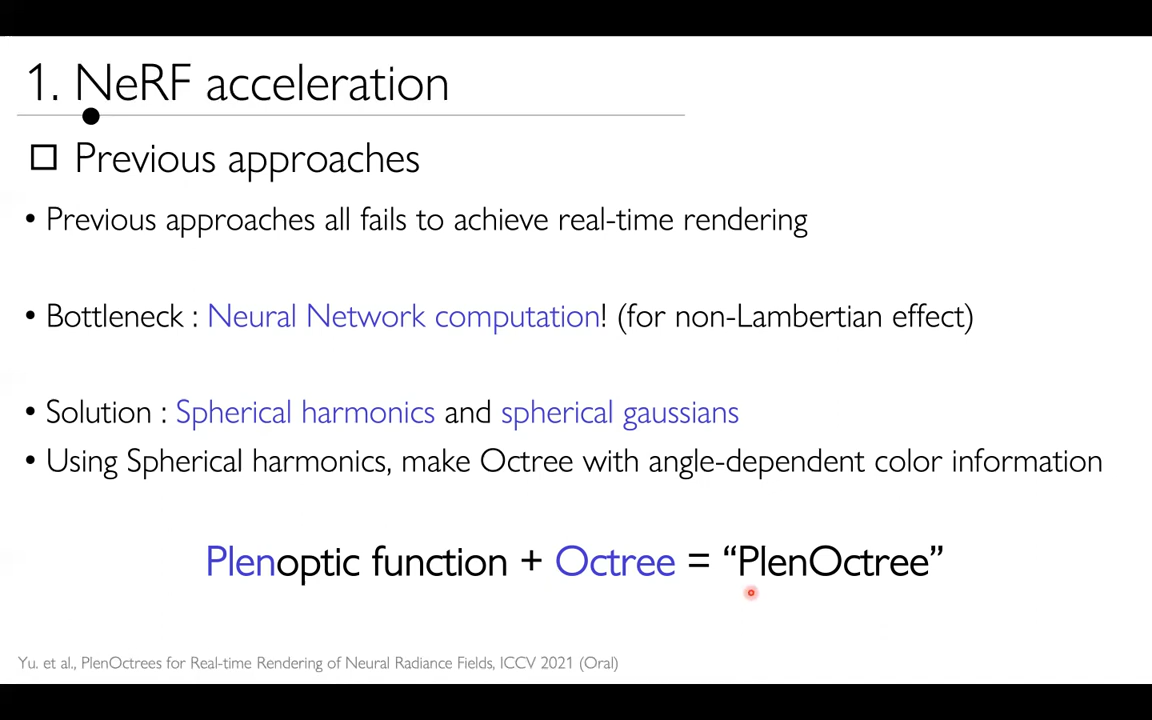 1. NeRF acceleration
Previous approaches
• Previous approaches all fails to achieve real-time rendering
• Bottleneck : Neural Network computation! (for non-Lambertian effect)
• Solution : Spherical harmonics and spherical gaussians
• Using Spherical harmonics, make Octree with angle-dependent color information
Plenoptic function + Octree = “PlenOctree”
Yu. et al., PlenOctrees for Real-time Rendering of Neural Radiance Fields, ICCV 2021 (Oral)